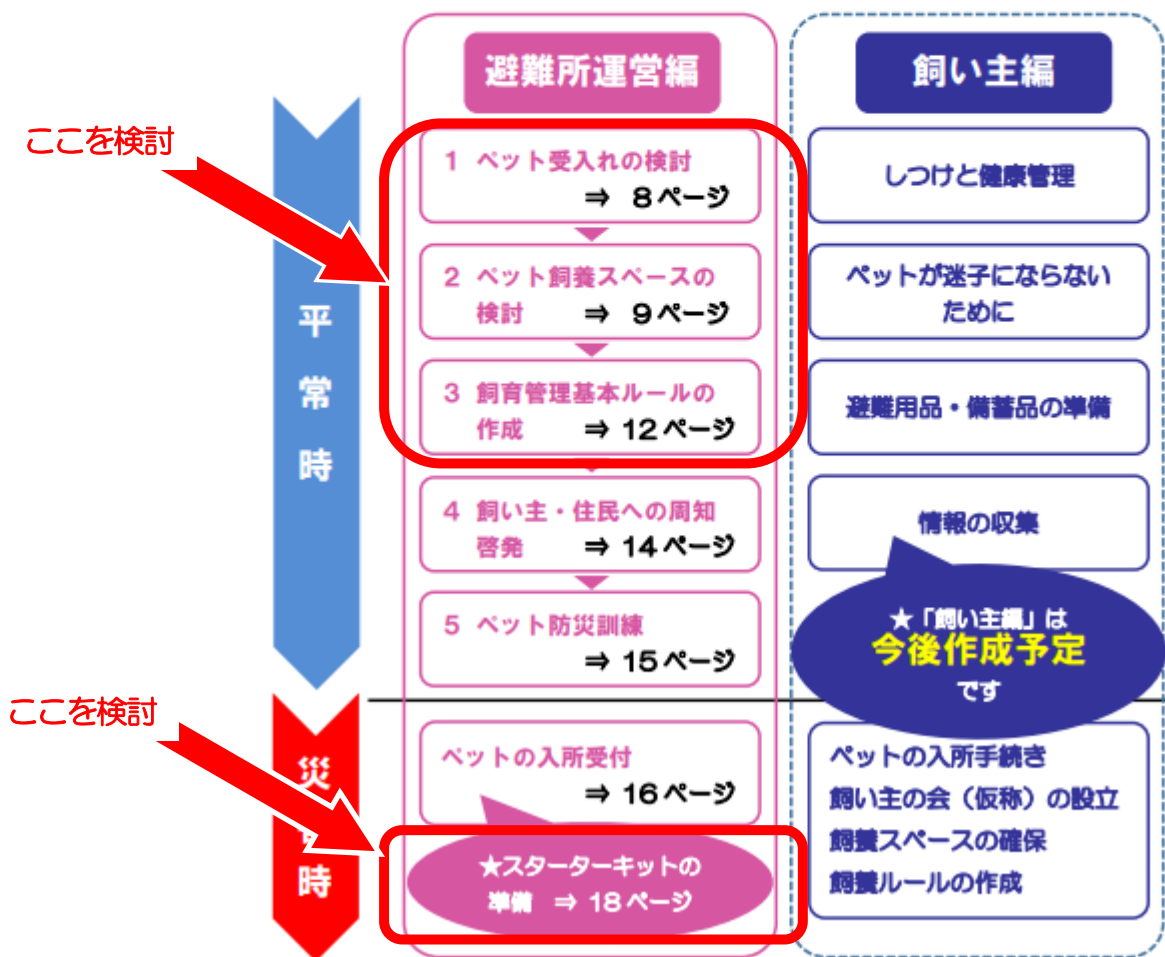 避難所運営編
飼い主編
ここを検討
平常時
1 ペット受入れの検討
⇒ 8ページ
2 ペット飼養スペースの
検討 ⇒ 9ページ
3 飼育管理基本ルールの
作成 ⇒ 12ページ
4 飼い主・住民への周知
啓発 ⇒ 14ページ
5 ペット防災訓練
⇒ 15ページ
しつけと健康管理
ペットが迷子にならない
ために
避難用品・備蓄品の準備
情報の収集
★「飼い主編」は
今後作成予定
です
ここを検討
災害時
ペットの入所受付
⇒ 16ページ
★スターターキットの
準備 ⇒ 18ページ
ペットの入所手続き
飼い主の会（仮称）の設立
飼養スペースの確保
飼養ルールの作成